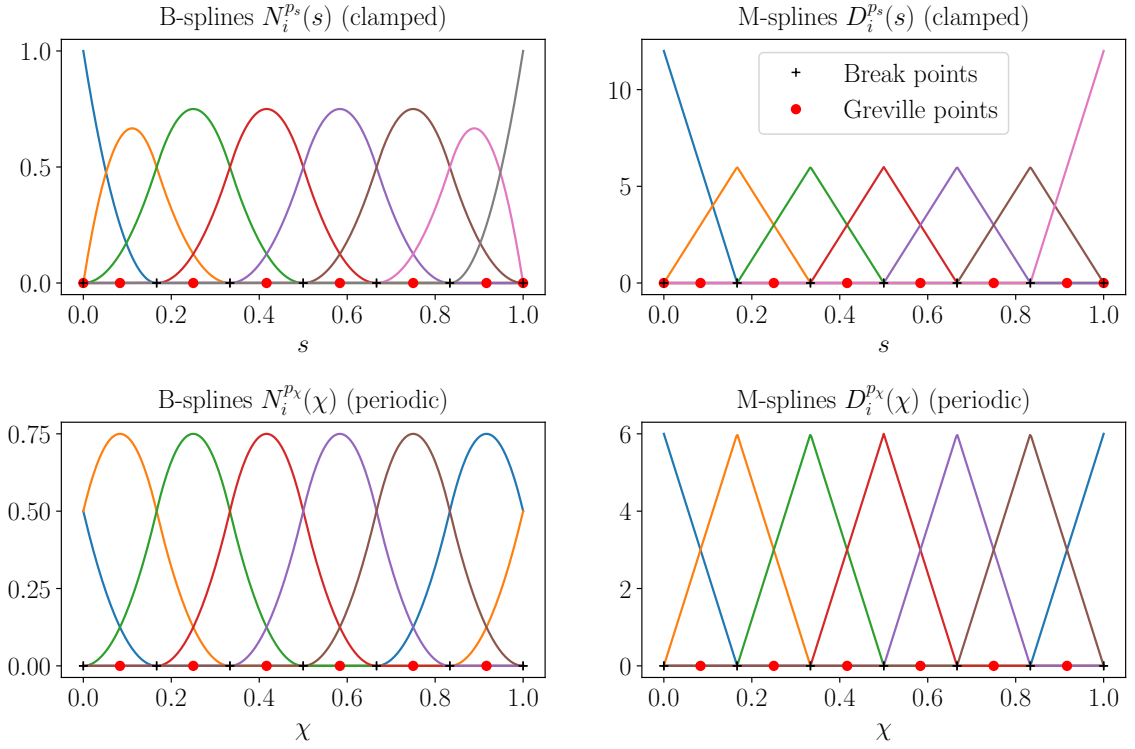 B-splines $N_i^{p_s}(s)$ (clamped)
1.0
0.5
0.0
0.0 0.2 0.4 0.6 0.8 1.0
s
M-splines $D_i^{p_s}(s)$ (clamped)
Break points
Greville points
10
5
0
0.0 0.2 0.4 0.6 0.8 1.0
s
B-splines $N_i^{p_\chi}(\chi)$ (periodic)
0.75
0.50
0.25
0.00
0.0 0.2 0.4 0.6 0.8 1.0
χ
M-splines $D_i^{p_\chi}(\chi)$ (periodic)
6
4
2
0
0.0 0.2 0.4 0.6 0.8 1.0
χ